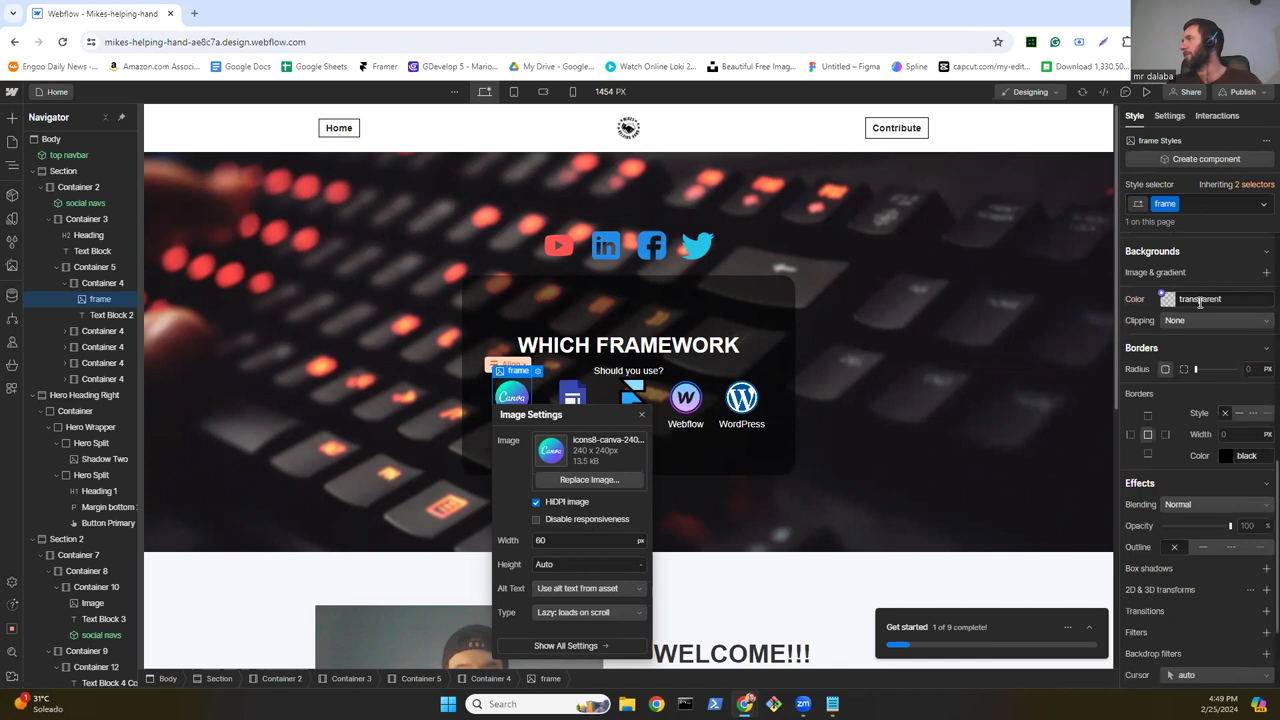 Webflow - Mikes-helping-hand
mikes-helping-hand-ae8c7a.design.webflow.com
Engoo Daily News -...
Amazon.com Associ...
Google Docs
Google Sheets
Framer
GDevelop 5 - Mario...
My Drive - Google...
Watch Online Loki 2...
Beautiful Free Imag...
Untitled – Figma
Spline
capcut.com/my-edit...
Download 1,330,50...
mr dalaba
Home
1454 PX
Designing
Share
Publish
Navigator
Body
top navbar
Section
Container 2
social navs
Container 3
Heading
Text Block
Container 5
Container 4
frame
Text Block 2
Container 4
Container 4
Container 4
Container 4
Hero Heading Right
Container
Hero Wrapper
Hero Split
Shadow Two
Hero Split
Heading 1
Margin bottom
Button Primary
Section 2
Container 7
Container 8
Container 10
Image
Text Block 3
social navs
Container 9
Container 12
Text Block 4 Co
Home
Contribute
WHICH FRAMEWORK
Should you use?
frame
Canva
Webflow
WordPress
Image Settings
Image
Canva
icons8-canva-240...
240 x 240px
13.5 kB
Replace Image...
HiDPI image
Disable responsiveness
Width
60
px
Height
Auto
-
Alt Text
Use alt text from asset
Type
Lazy: loads on scroll
Show All Settings
WELCOME!!!
Get started
1 of 9 complete!
Body
Section
Container 2
Container 3
Container 5
Container 4
frame
Style
Settings
Interactions
frame Styles
Create component
Style selector
Inheriting 2 selectors
frame
1 on this page
Backgrounds
Image & gradient
Color
transparent
Clipping
None
Borders
Radius
0
PX
Borders
Style
Width
0
PX
Color
black
Effects
Blending
Normal
Opacity
100
%
Outline
Box shadows
2D & 3D transforms
Transitions
Filters
Backdrop filters
Cursor
auto
1
31°C
Soleado
Search
4:49 PM
2/25/2024